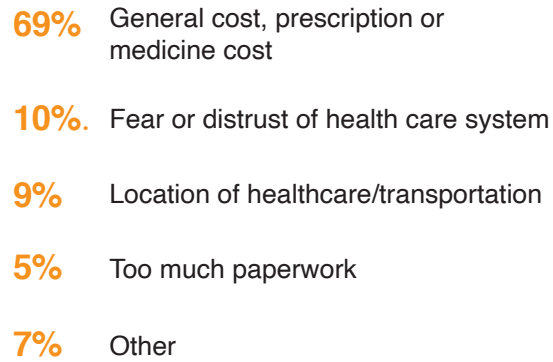 69% General cost, prescription or
medicine cost
10%. Fear or distrust of health care system
9% Location of healthcare/transportation
5% Too much paperwork
7% Other